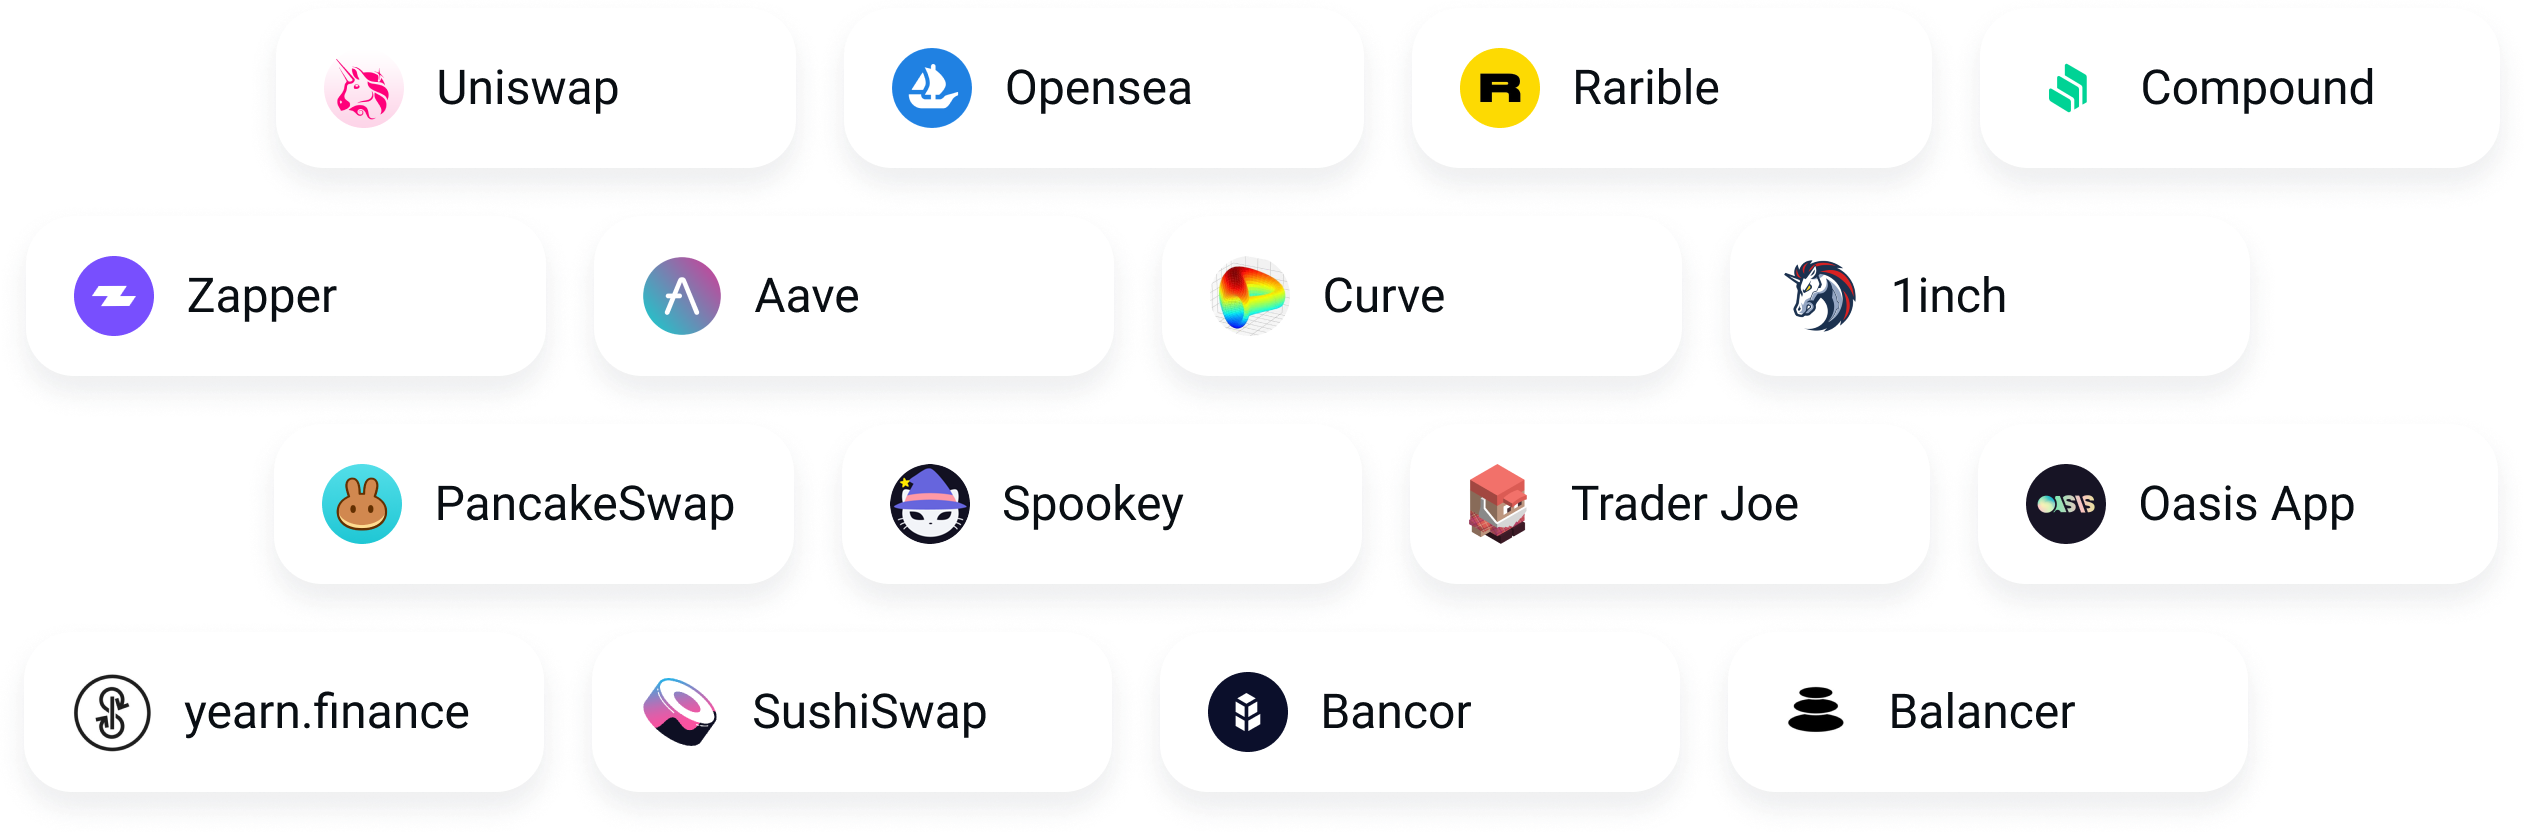 Uniswap
Opensea
R
Rarible
Compound
Zapper
Aave
Curve
1inch
PancakeSwap
Spookey
Trader Joe
OASIS
Oasis App
yearn.finance
SushiSwap
Bancor
Balancer